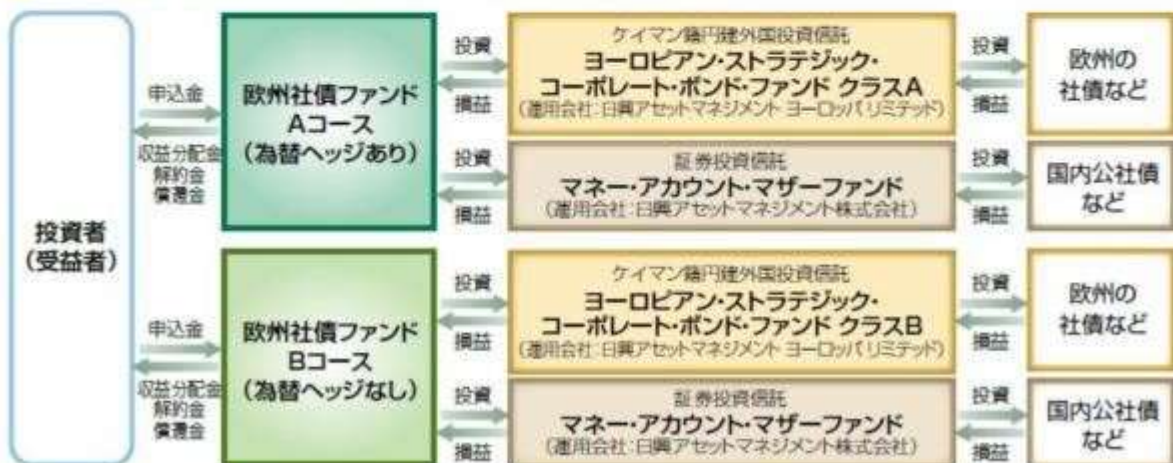 投資者
(受益者)
申込金
収益分配金
解約金
償還金
欧州社債ファンド
Aコース
(為替ヘッジあり)
投資
損益
ケイマン籍円建外国投資信託
ヨーロピアン・ストラテジック・
コーポレート・ボンド・ファンド クラスA
(運用会社:日興アセットマネジメント ヨーロッパ リミテッド)
投資
損益
欧州の
社債など
投資
損益
証券投資信託
マネー・アカウント・マザーファンド
(運用会社:日興アセットマネジメント株式会社)
投資
損益
国内公社債
など
申込金
収益分配金
解約金
償還金
欧州社債ファンド
Bコース
(為替ヘッジなし)
投資
損益
ケイマン籍円建外国投資信託
ヨーロピアン・ストラテジック・
コーポレート・ボンド・ファンド クラスB
(運用会社:日興アセットマネジメント ヨーロッパ リミテッド)
投資
損益
欧州の
社債など
投資
損益
証券投資信託
マネー・アカウント・マザーファンド
(運用会社:日興アセットマネジメント株式会社)
投資
損益
国内公社債
など